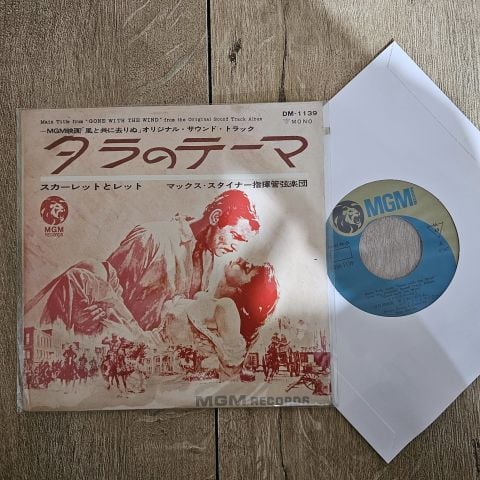 Main Title from "GONE WITH THE WIND" from the Original Sound Track Album
DM-1139
MONO
—MGM映画「風と共に去りぬ」オリジナル・サウンド・トラック
タラのテーマ
スカーレットとレット マックス・スタイナー指揮管弦楽団
MGM
RECORDS
MGM RECORDS
MGM